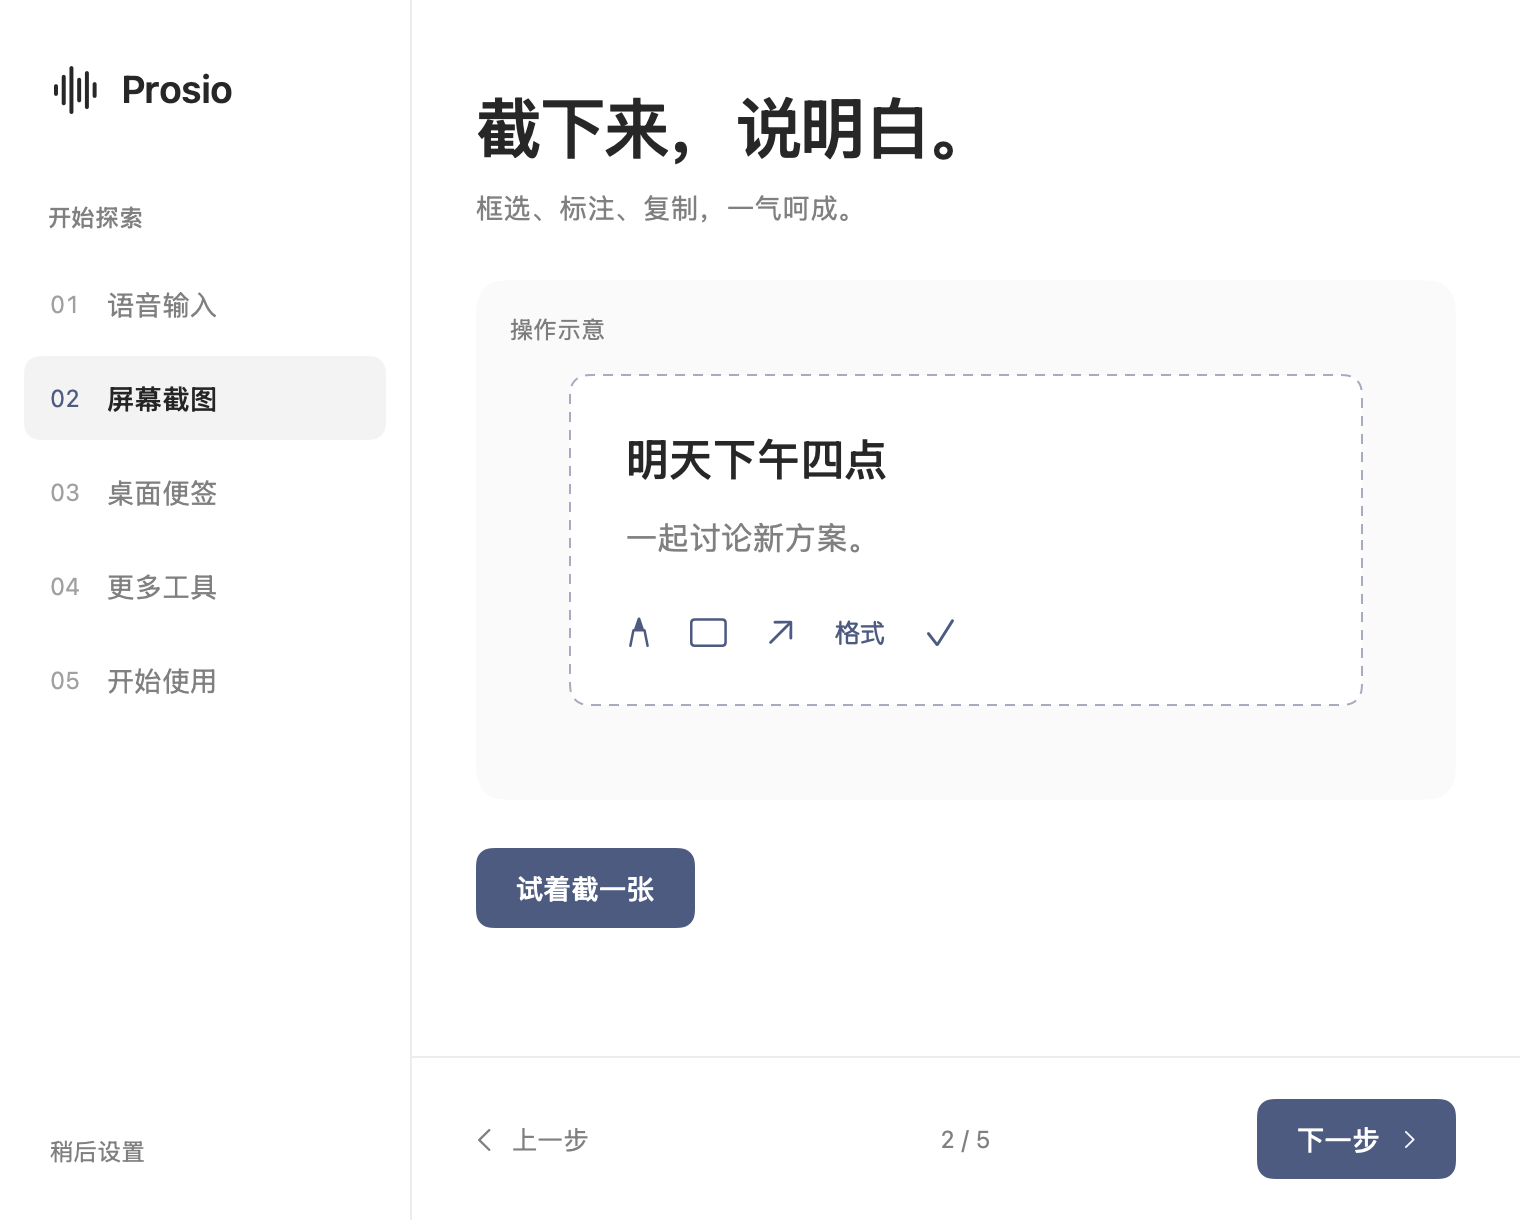 Prosio
开始探索
01 语音输入
02 屏幕截图
03 桌面便签
04 更多工具
05 开始使用
稍后设置
截下来，说明白。
框选、标注、复制，一气呵成。
操作示意
明天下午四点
一起讨论新方案。
格式
试着截一张
上一步
2 / 5
下一步